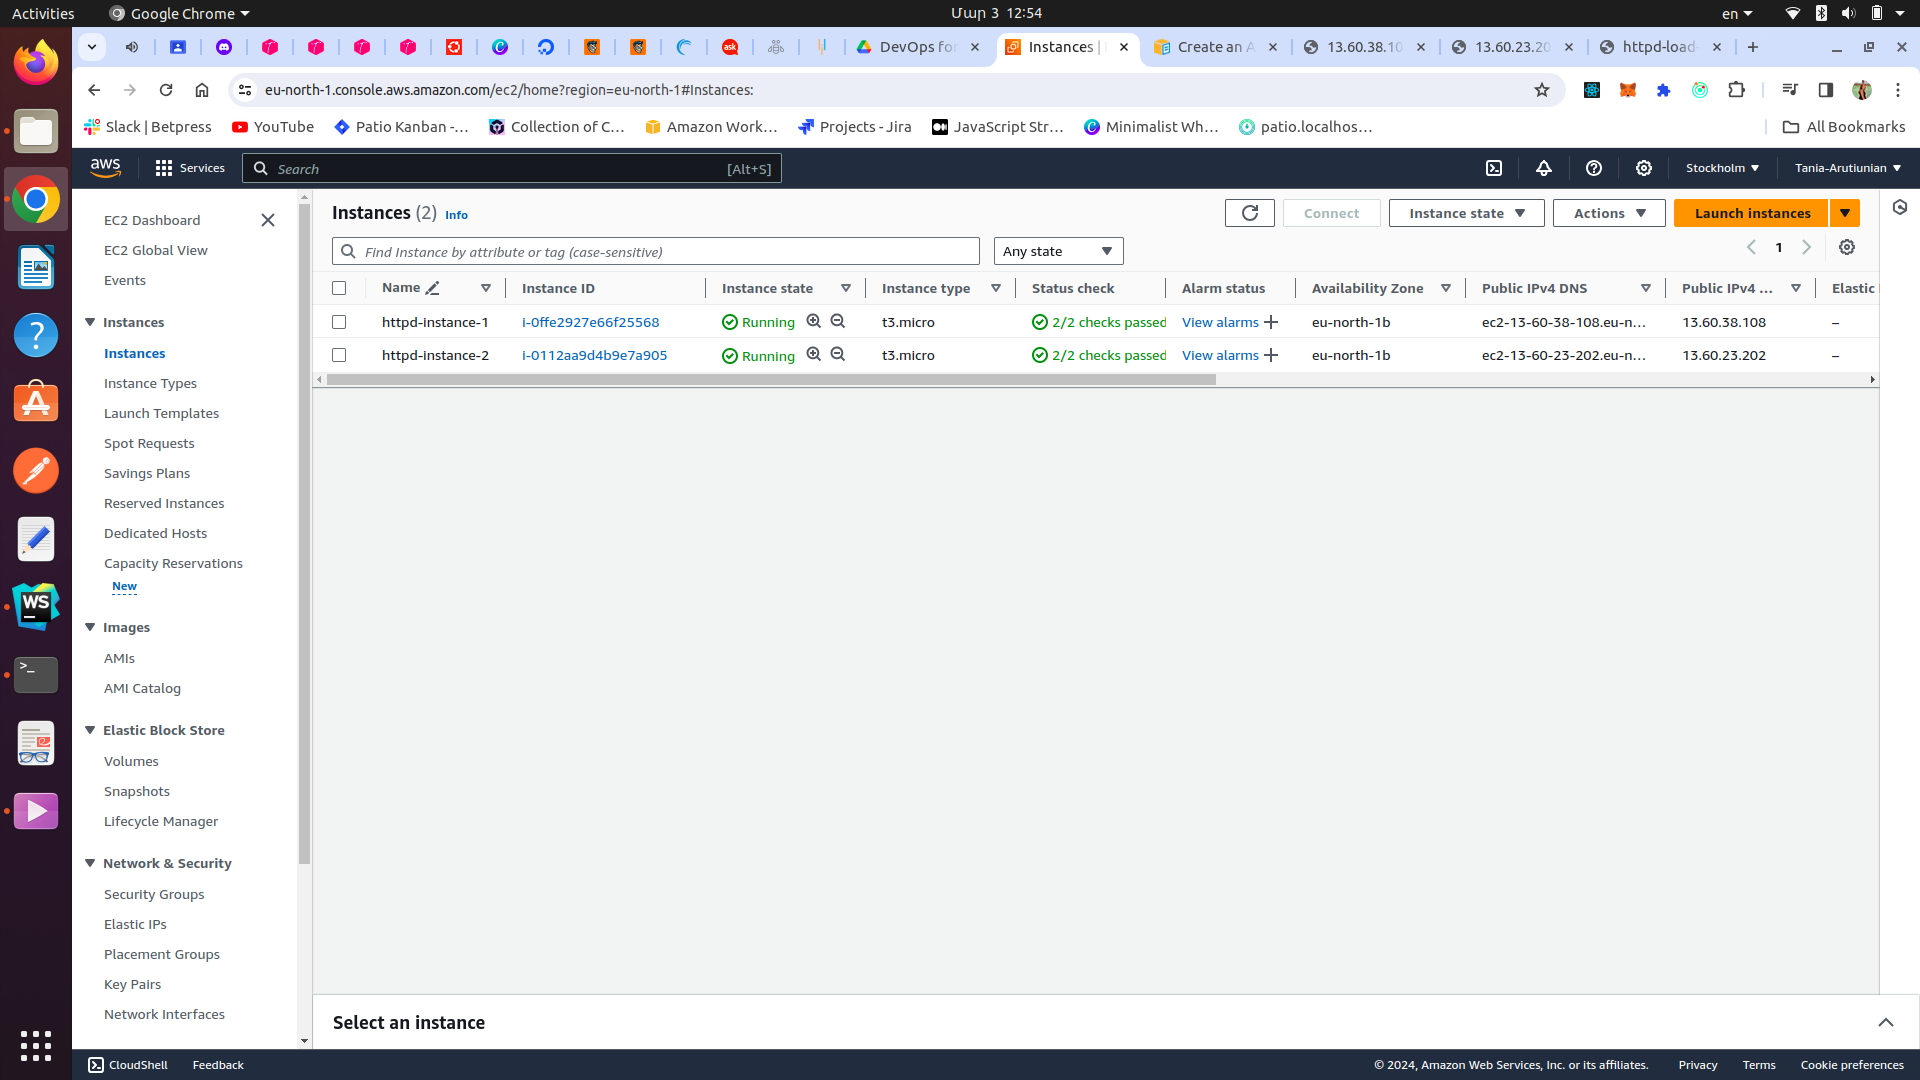 Activities
Google Chrome
Մար 3 12:54
en
DevOps for
Instances |
Create an A
13.60.38.10
13.60.23.20
httpd-load-
eu-north-1.console.aws.amazon.com/ec2/home?region=eu-north-1#Instances:
Slack | Betpress
YouTube
Patio Kanban -...
Collection of C...
Amazon Work...
Projects - Jira
JavaScript Str...
Minimalist Wh...
patio.localhos...
All Bookmarks
aws
Services
Search
[Alt+S]
Stockholm
Tania-Arutiunian
EC2 Dashboard
EC2 Global View
Events
Instances
Instances
Instance Types
Launch Templates
Spot Requests
Savings Plans
Reserved Instances
Dedicated Hosts
Capacity Reservations
New
Images
AMIs
AMI Catalog
Elastic Block Store
Volumes
Snapshots
Lifecycle Manager
Network & Security
Security Groups
Elastic IPs
Placement Groups
Key Pairs
Network Interfaces
Instances (2) Info
Connect
Instance state
Actions
Launch instances
Find Instance by attribute or tag (case-sensitive)
Any state
1
Name Instance ID Instance state Instance type Status check Alarm status Availability Zone Public IPv4 DNS Public IPv4 ... Elastic
httpd-instance-1 i-0ffe2927e66f25568 Running t3.micro 2/2 checks passed View alarms + eu-north-1b ec2-13-60-38-108.eu-n... 13.60.38.108 –
httpd-instance-2 i-0112aa9d4b9e7a905 Running t3.micro 2/2 checks passed View alarms + eu-north-1b ec2-13-60-23-202.eu-n... 13.60.23.202 –
Select an instance
CloudShell
Feedback
© 2024, Amazon Web Services, Inc. or its affiliates.
Privacy
Terms
Cookie preferences
WS
ask
>_